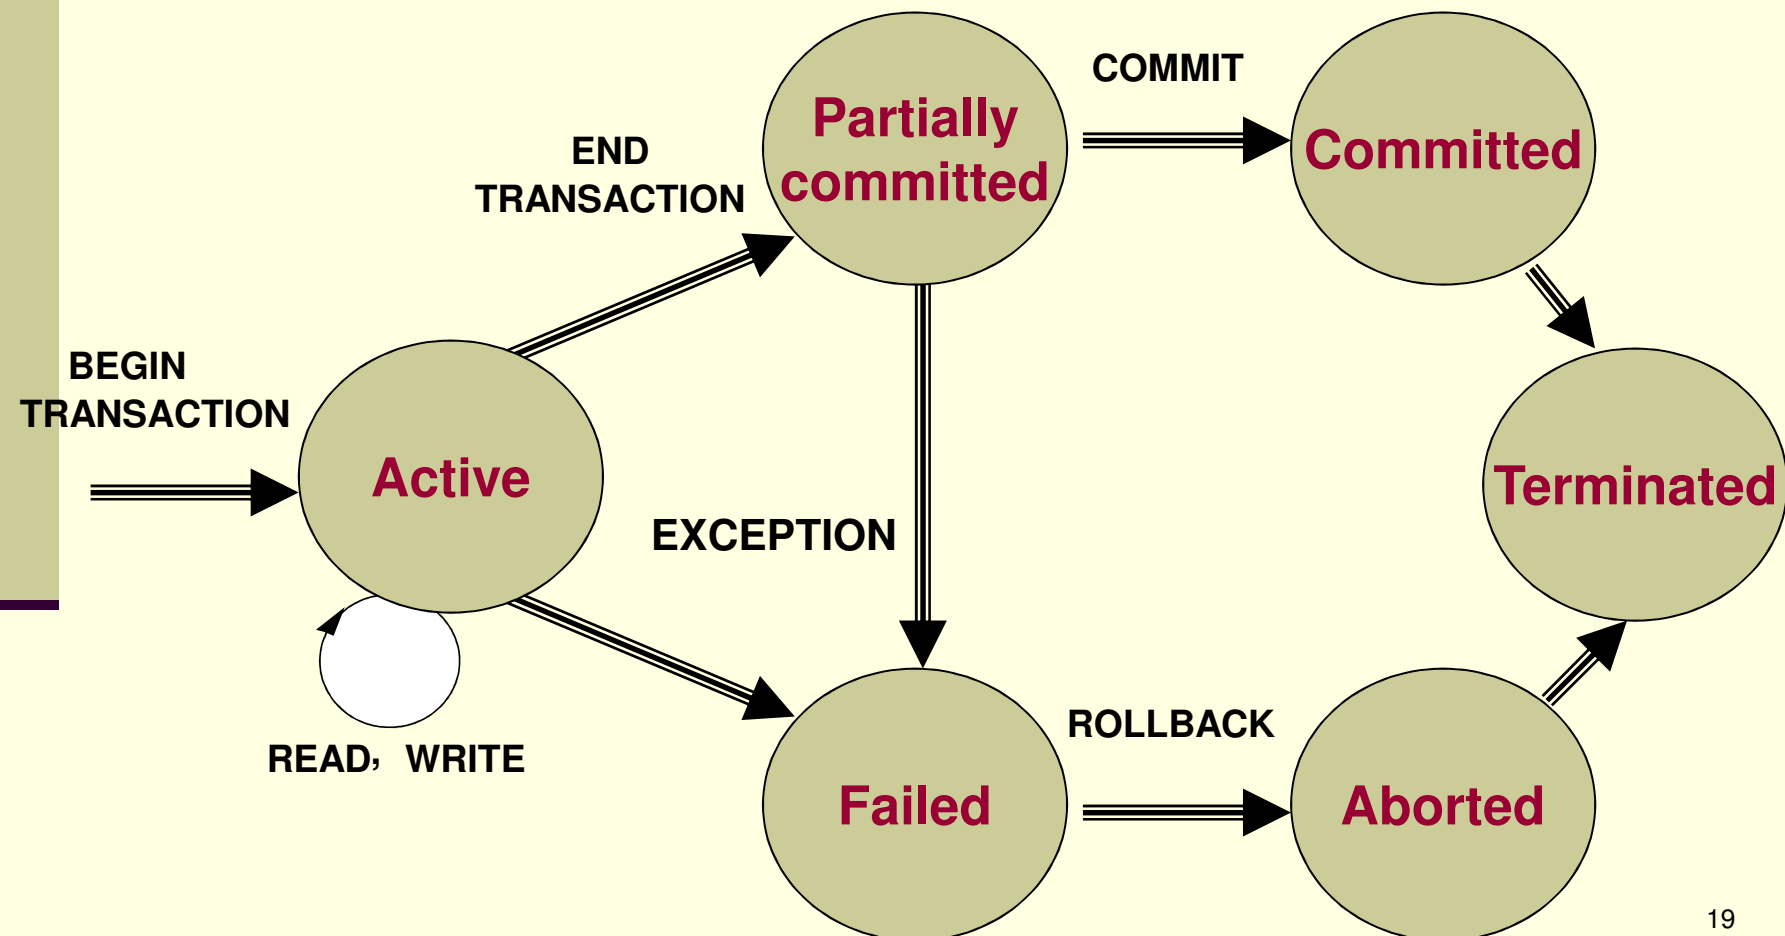 COMMIT
Partially
committed
Committed
END
TRANSACTION
BEGIN
TRANSACTION
Active
Terminated
EXCEPTION
READ, WRITE
ROLLBACK
Failed
Aborted
19